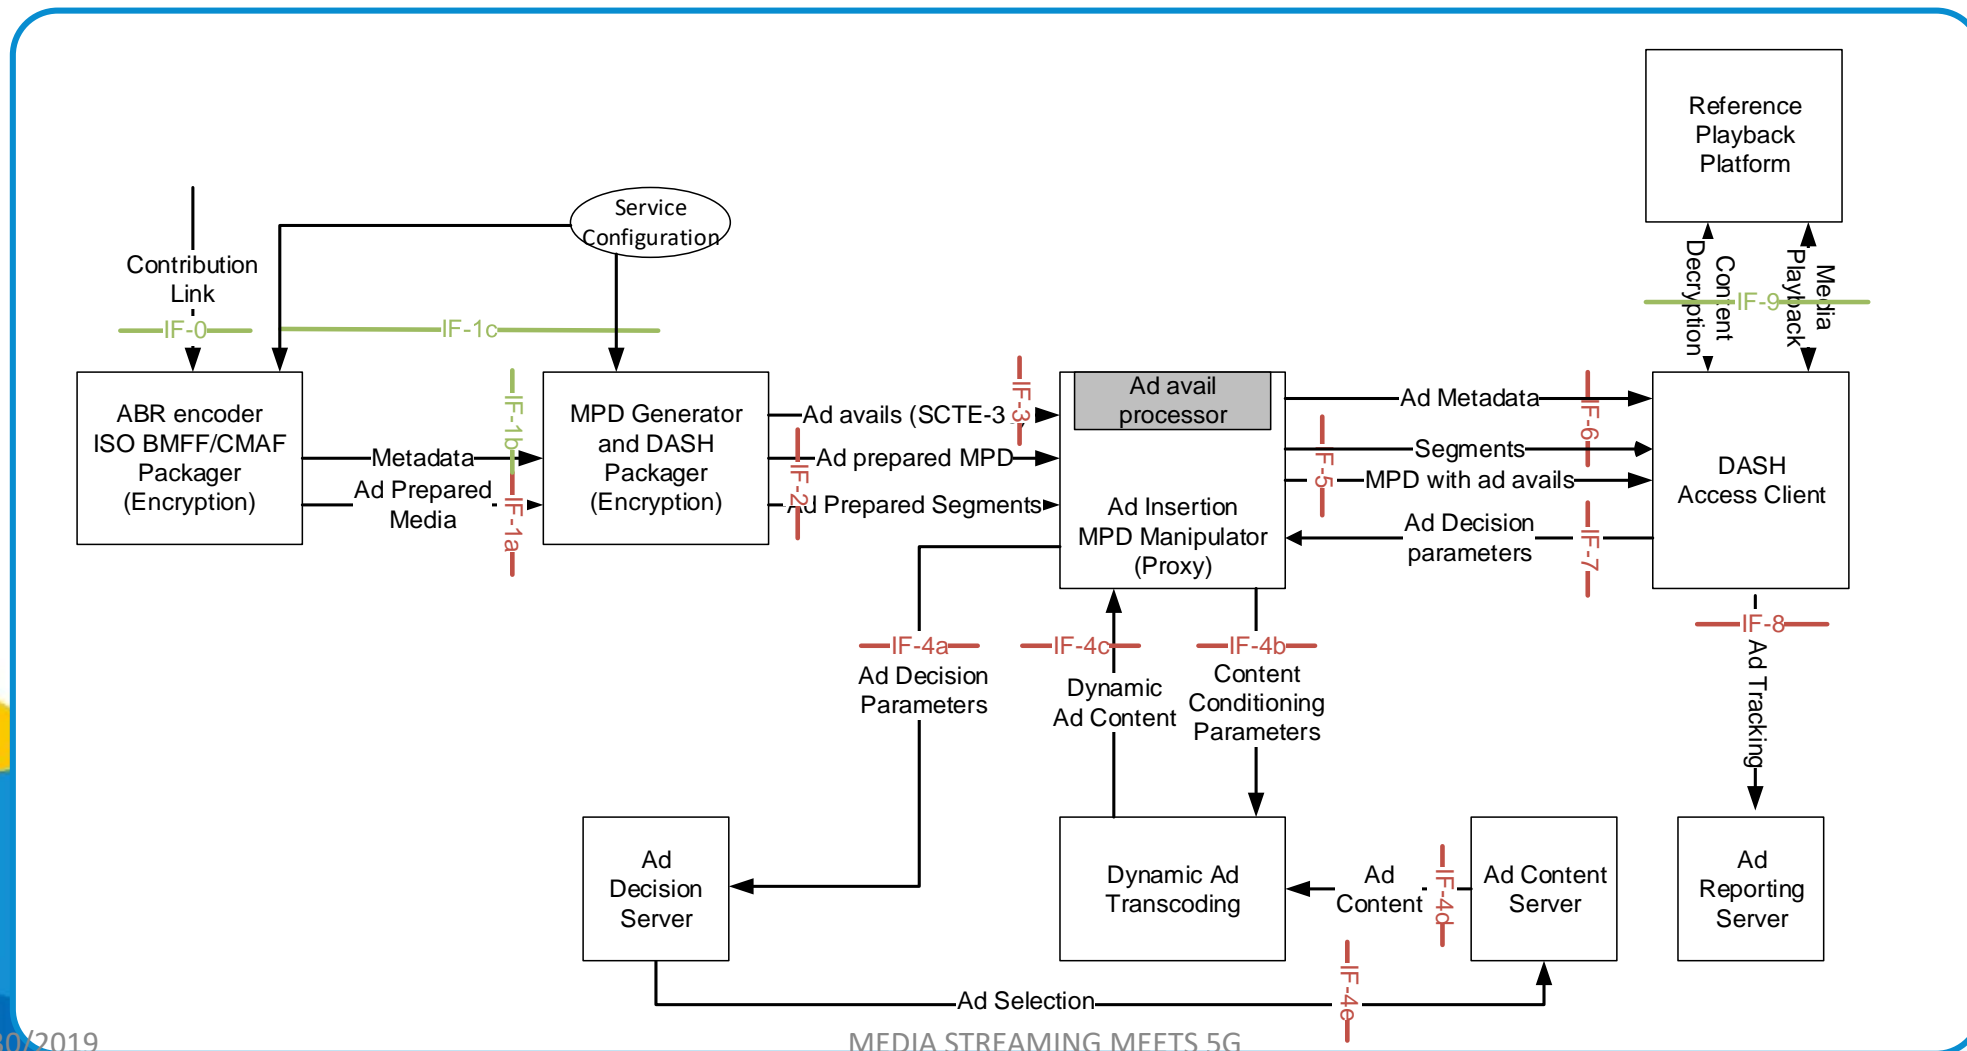 Reference
Playback
Platform
Service
Configuration
Contribution
Link
IF-0
IF-1c
Content
Decryption
Media
Playback
IF-9
ABR encoder
ISO BMFF/CMAF
Packager
(Encryption)
IF-1b
Metadata
Ad Prepared
Media
IF-1a
MPD Generator
and DASH
Packager
(Encryption)
Ad avails (SCTE-3
IF-3
Ad prepared MPD
IF-2
Ad Prepared Segments
Ad avail
processor
Ad Insertion
MPD Manipulator
(Proxy)
Ad Metadata
IF-6
Segments
IF-5
MPD with ad avails
Ad Decision
parameters
IF-7
DASH
Access Client
IF-4a
Ad Decision
Parameters
IF-4c
Dynamic
Ad Content
IF-4b
Content
Conditioning
Parameters
IF-8
Ad Tracking
Ad
Decision
Server
Dynamic Ad
Transcoding
Ad
Content
IF-4d
Ad Content
Server
Ad
Reporting
Server
Ad Selection
IF-4e
30/2019
MEDIA STREAMING MEETS 5G